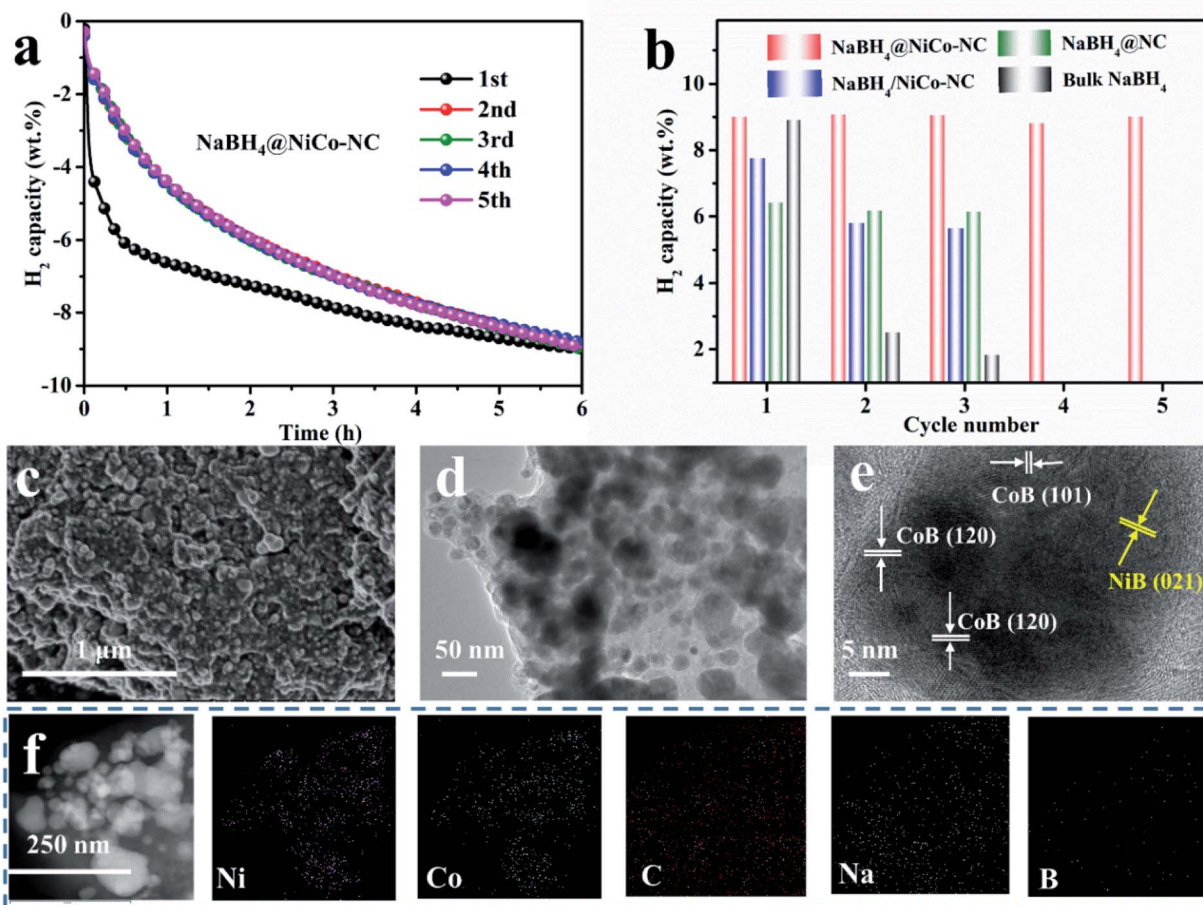 a
0
-2
-4
-6
-8
-10
H₂ capacity (wt.%)
NaBH₄@NiCo-NC
1st
2nd
3rd
4th
5th
0 1 2 3 4 5 6
Time (h)
b
NaBH₄@NiCo-NC
NaBH₄@NC
NaBH₄/NiCo-NC
Bulk NaBH₄
10
8
6
4
2
H₂ capacity (wt.%)
1 2 3 4 5
Cycle number
c
1 μm
d
50 nm
e
CoB (101)
CoB (120)
NiB (021)
CoB (120)
5 nm
f
250 nm
Ni
Co
C
Na
B